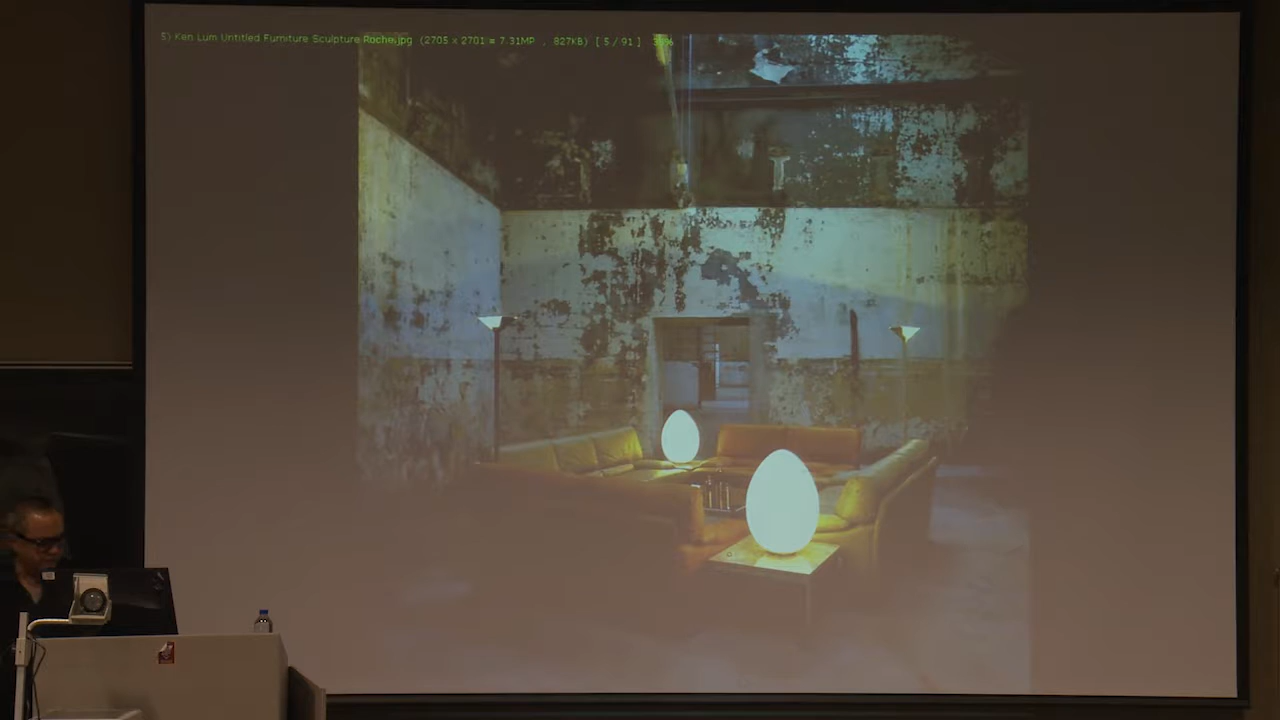 5) Ken Lum Untitled Furniture Sculpture Roche.jpg (2705 x 2701 = 7.31MP , 827KB) [ 5 / 91 ]